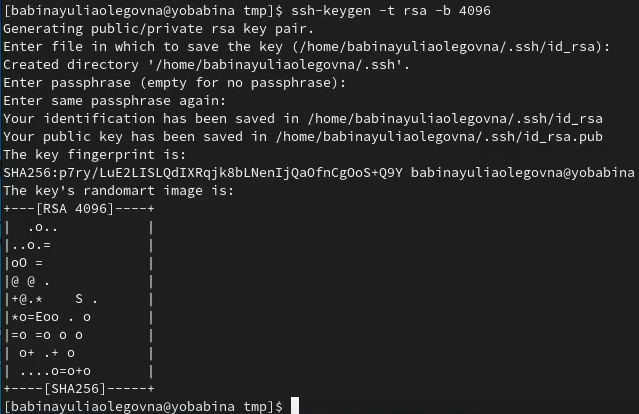 [babinayuliaolegovna@yobabina tmp]$ ssh-keygen -t rsa -b 4096
Generating public/private rsa key pair.
Enter file in which to save the key (/home/babinayuliaolegovna/.ssh/id_rsa):
Created directory '/home/babinayuliaolegovna/.ssh'.
Enter passphrase (empty for no passphrase):
Enter same passphrase again:
Your identification has been saved in /home/babinayuliaolegovna/.ssh/id_rsa
Your public key has been saved in /home/babinayuliaolegovna/.ssh/id_rsa.pub
The key fingerprint is:
SHA256:p7ry/LuE2LISLQdIXRqjk8bLNenIjQaOfnCgOoS+Q9Y babinayuliaolegovna@yobabina
The key's randomart image is:
+---[RSA 4096]----+
|  .o..           |
|..o.=            |
|oO =             |
|@ @ .            |
|+@.*    S .      |
|*o=Eoo . o       |
|=o =o o o        |
| o+ .+ o         |
| ....o=o+o       |
+----[SHA256]-----+
[babinayuliaolegovna@yobabina tmp]$